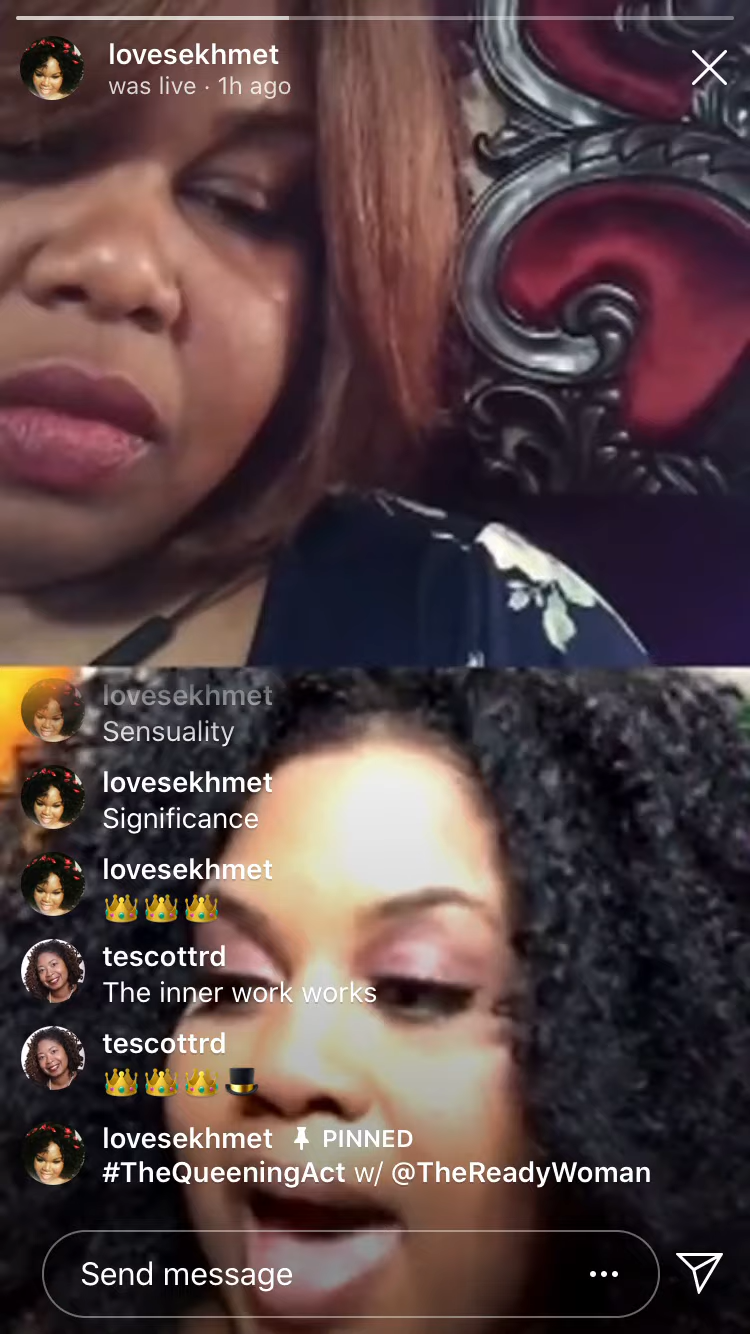 lovesekhmet
was live · 1h ago
lovesekhmet
Sensuality
lovesekhmet
Significance
lovesekhmet
👑👑👑
tescottrd
The inner work works
tescottrd
👑👑👑🎩
lovesekhmet PINNED
#TheQueeningAct w/ @TheReadyWoman
Send message